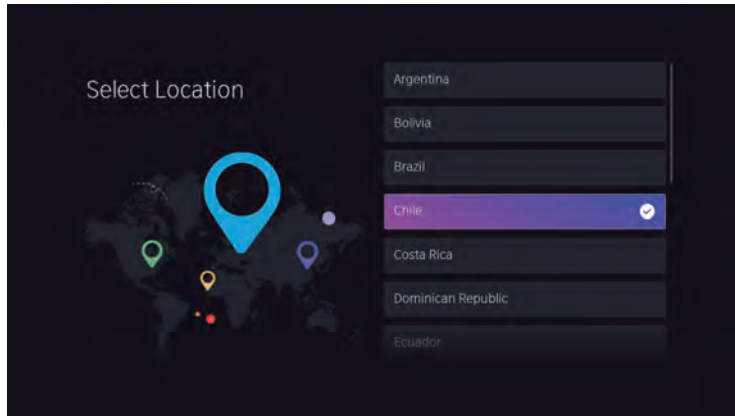 Select Location
Argentina
Bolivia
Brazil
Chile
Costa Rica
Dominican Republic
Ecuador